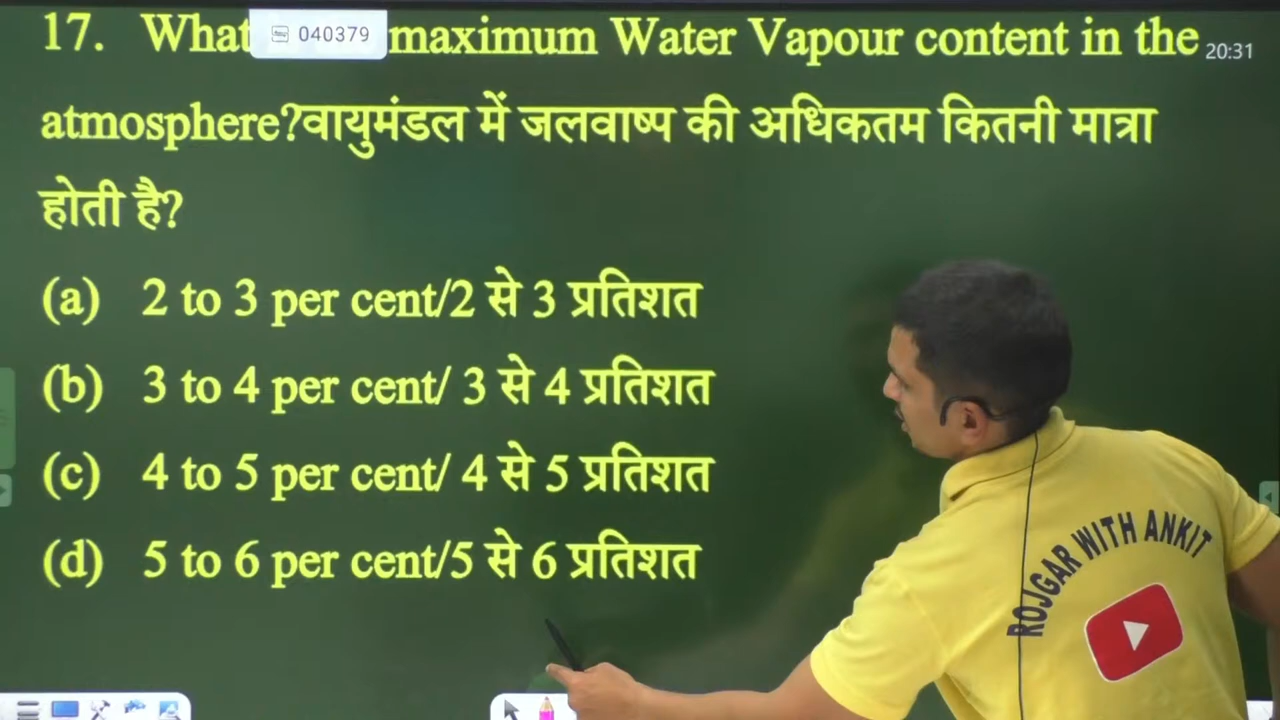 17. What maximum Water Vapour content in the
040379
20:31
atmosphere?वायुमंडल में जलवाष्प की अधिकतम कितनी मात्रा
होती है?
(a) 2 to 3 per cent/2 से 3 प्रतिशत
(b) 3 to 4 per cent/ 3 से 4 प्रतिशत
(c) 4 to 5 per cent/ 4 से 5 प्रतिशत
(d) 5 to 6 per cent/5 से 6 प्रतिशत
ROJGAR WITH ANKIT